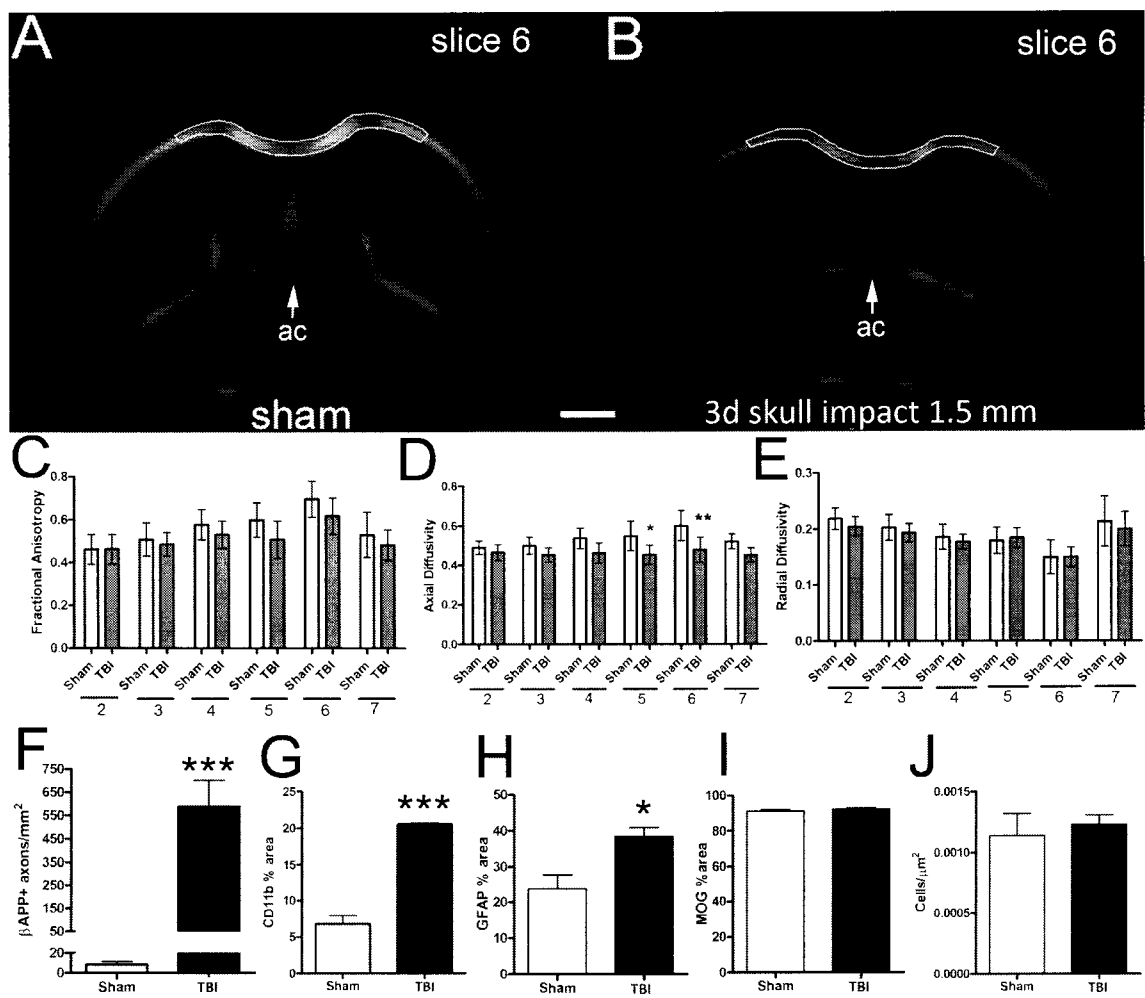 A
slice 6
B
slice 6
ac
ac
sham
3d skull impact 1.5 mm
C
Fractional Anisotropy
0.8
0.6
0.4
0.2
0.0
Sham TBI Sham TBI Sham TBI Sham TBI Sham TBI Sham TBI
2 3 4 5 6 7
D
Axial Diffusivity
0.8
0.6
0.4
0.2
0.0
* **
Sham TBI Sham TBI Sham TBI Sham TBI Sham TBI Sham TBI
2 3 4 5 6 7
E
Radial Diffusivity
0.3
0.2
0.1
0.0
Sham TBI Sham TBI Sham TBI Sham TBI Sham TBI Sham TBI
2 3 4 5 6 7
F
βAPP+ axons/mm²
750
650
550
450
350
250
150
50
20
0
***
Sham TBI
G
CD11b % area
25
20
15
10
5
0
***
Sham TBI
H
GFAP % area
50
40
30
20
10
0
*
Sham TBI
I
MOG % area
100
80
60
40
20
0
Sham TBI
J
Cells/μm²
0.0015
0.0010
0.0005
0.0000
Sham TBI